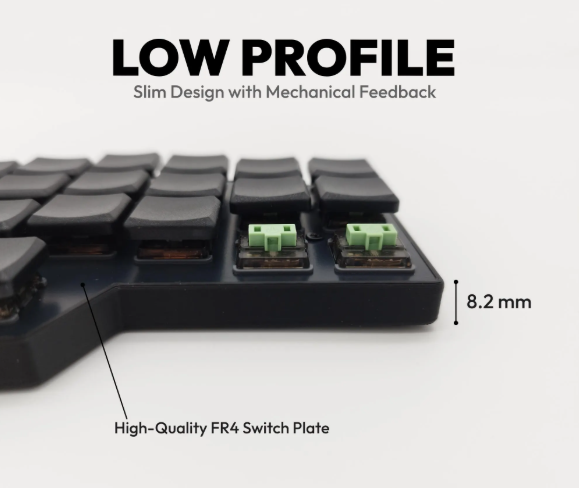 LOW PROFILE
Slim Design with Mechanical Feedback
8.2 mm
High-Quality FR4 Switch Plate